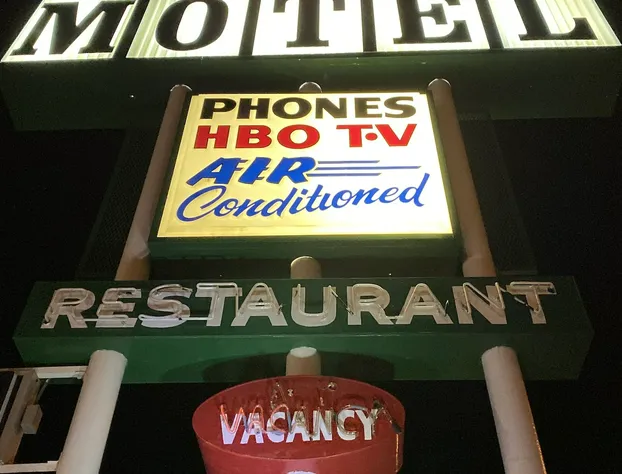 MOTEL
PHONES
HBO T•V
AIR
Conditioned
RESTAURANT
VACANCY